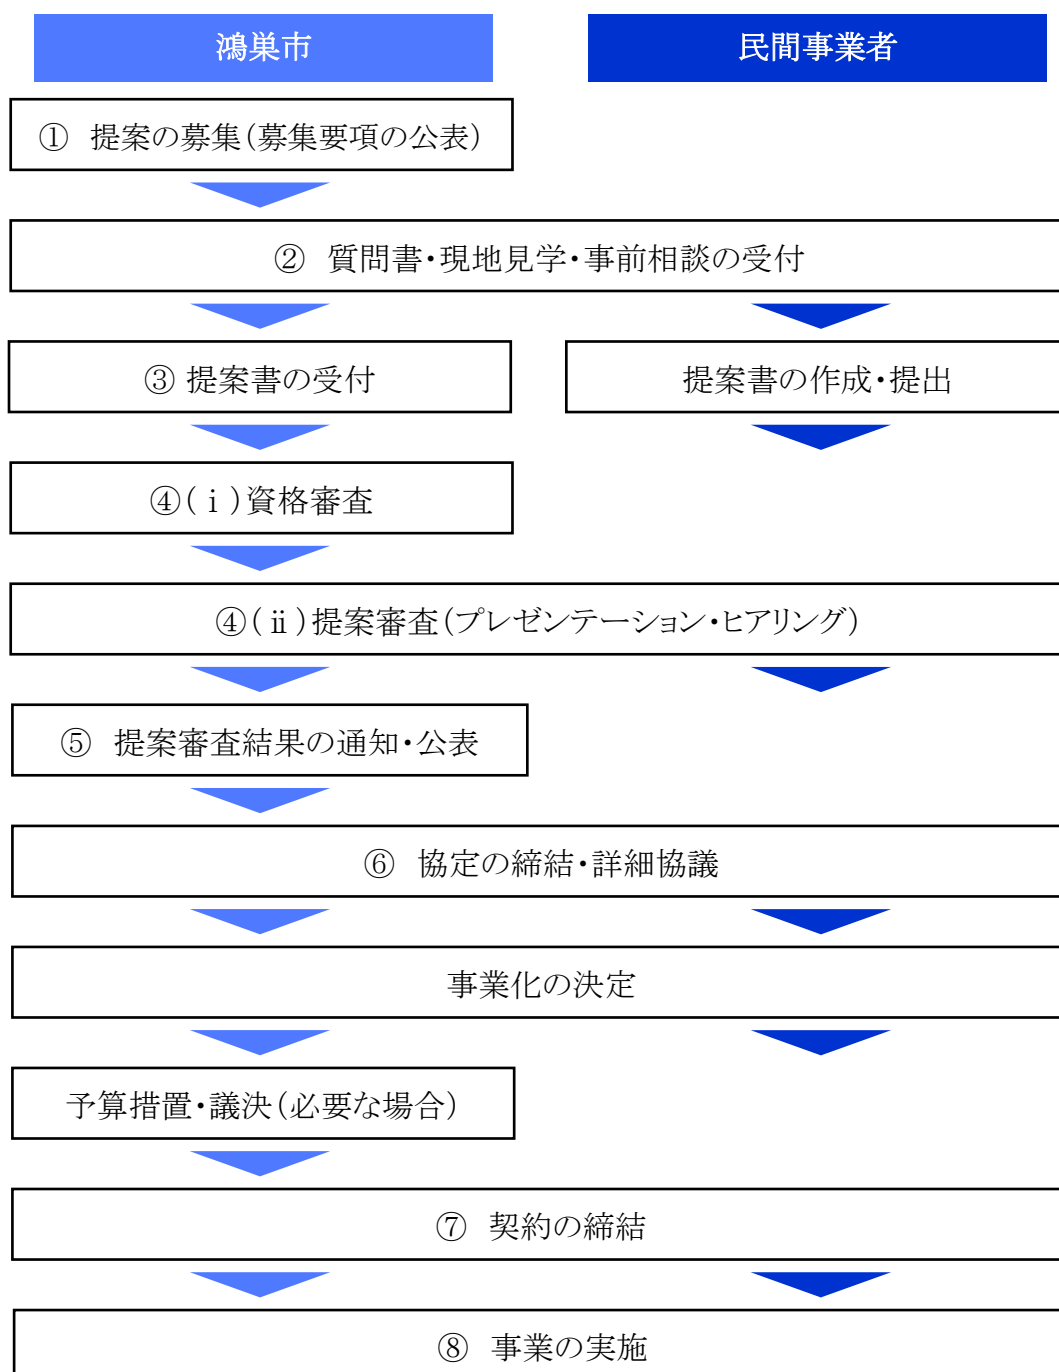 鴻巣市
民間事業者
① 提案の募集(募集要項の公表)
② 質問書・現地見学・事前相談の受付
③ 提案書の受付
提案書の作成・提出
④(ⅰ)資格審査
④(ⅱ)提案審査(プレゼンテーション・ヒアリング)
⑤ 提案審査結果の通知・公表
⑥ 協定の締結・詳細協議
事業化の決定
予算措置・議決(必要な場合)
⑦ 契約の締結
⑧ 事業の実施